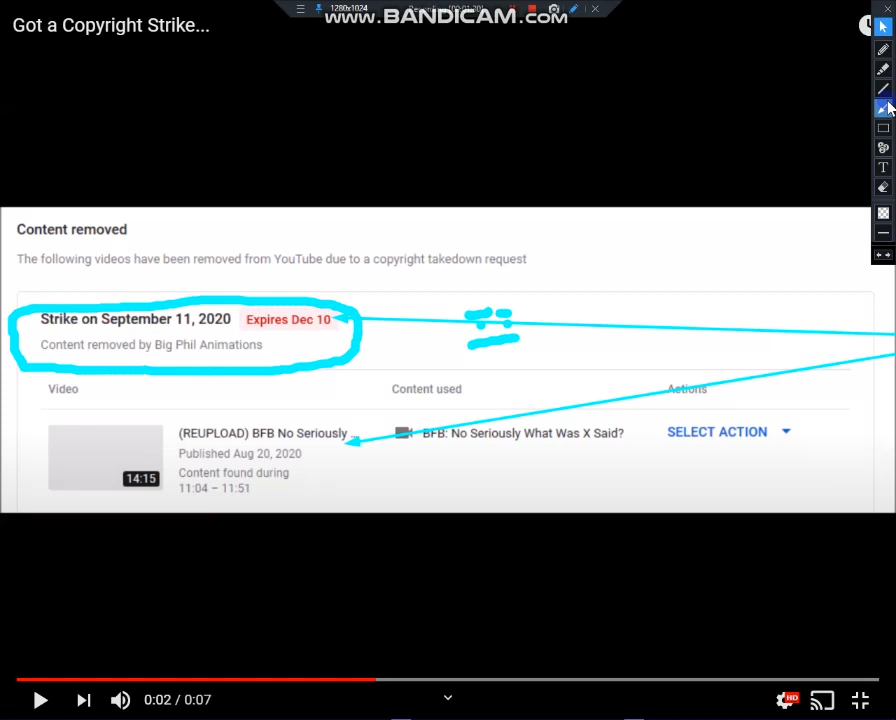 1280x1024
www.BANDICAM.com
Got a Copyright Strike...
T
Content removed
The following videos have been removed from YouTube due to a copyright takedown request
Strike on September 11, 2020 Expires Dec 10
Content removed by Big Phil Animations
Video Content used Actions
(REUPLOAD) BFB No Seriously ... BFB: No Seriously What Was X Said? SELECT ACTION
Published Aug 20, 2020
Content found during
14:15
11:04 – 11:51
0:02 / 0:07
HD